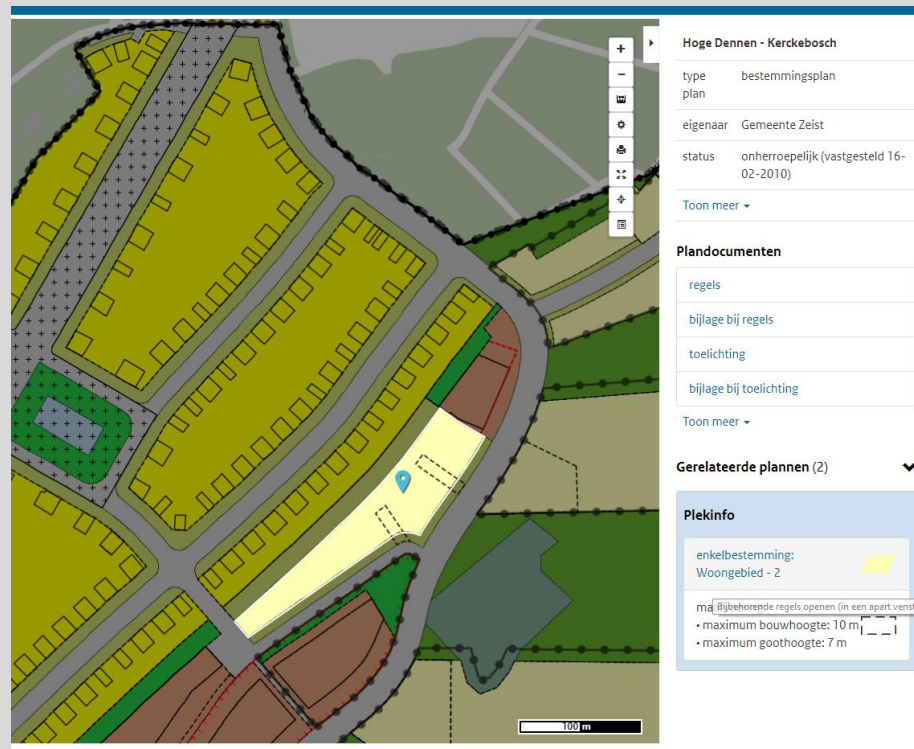 Hoge Dennen - Kerckebosch
type plan bestemmingsplan
eigenaar Gemeente Zeist
status onherroepelijk (vastgesteld 16-
02-2010)
Toon meer
Plandocumenten
regels
bijlage bij regels
toelichting
bijlage bij toelichting
Toon meer
Gerelateerde plannen (2)
Plekinfo
enkelbestemming:
Woongebied - 2
ma
Bijbehorende regels openen (in een apart venst
• maximum bouwhoogte: 10 m
• maximum goothoogte: 7 m
100 m